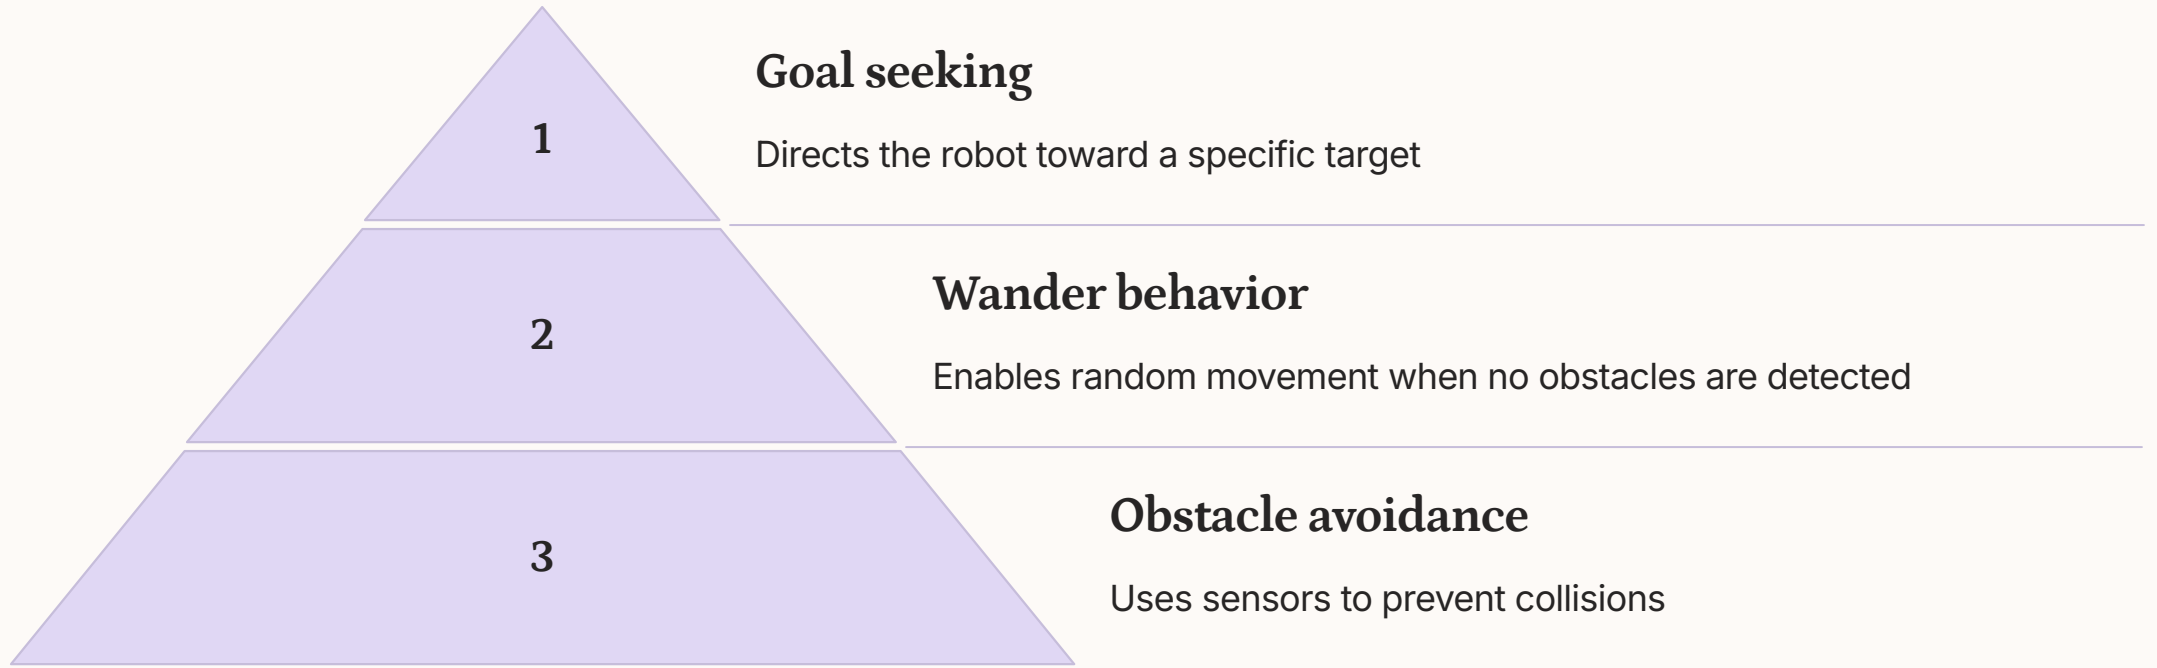 1
Goal seeking
Directs the robot toward a specific target
2
Wander behavior
Enables random movement when no obstacles are detected
3
Obstacle avoidance
Uses sensors to prevent collisions